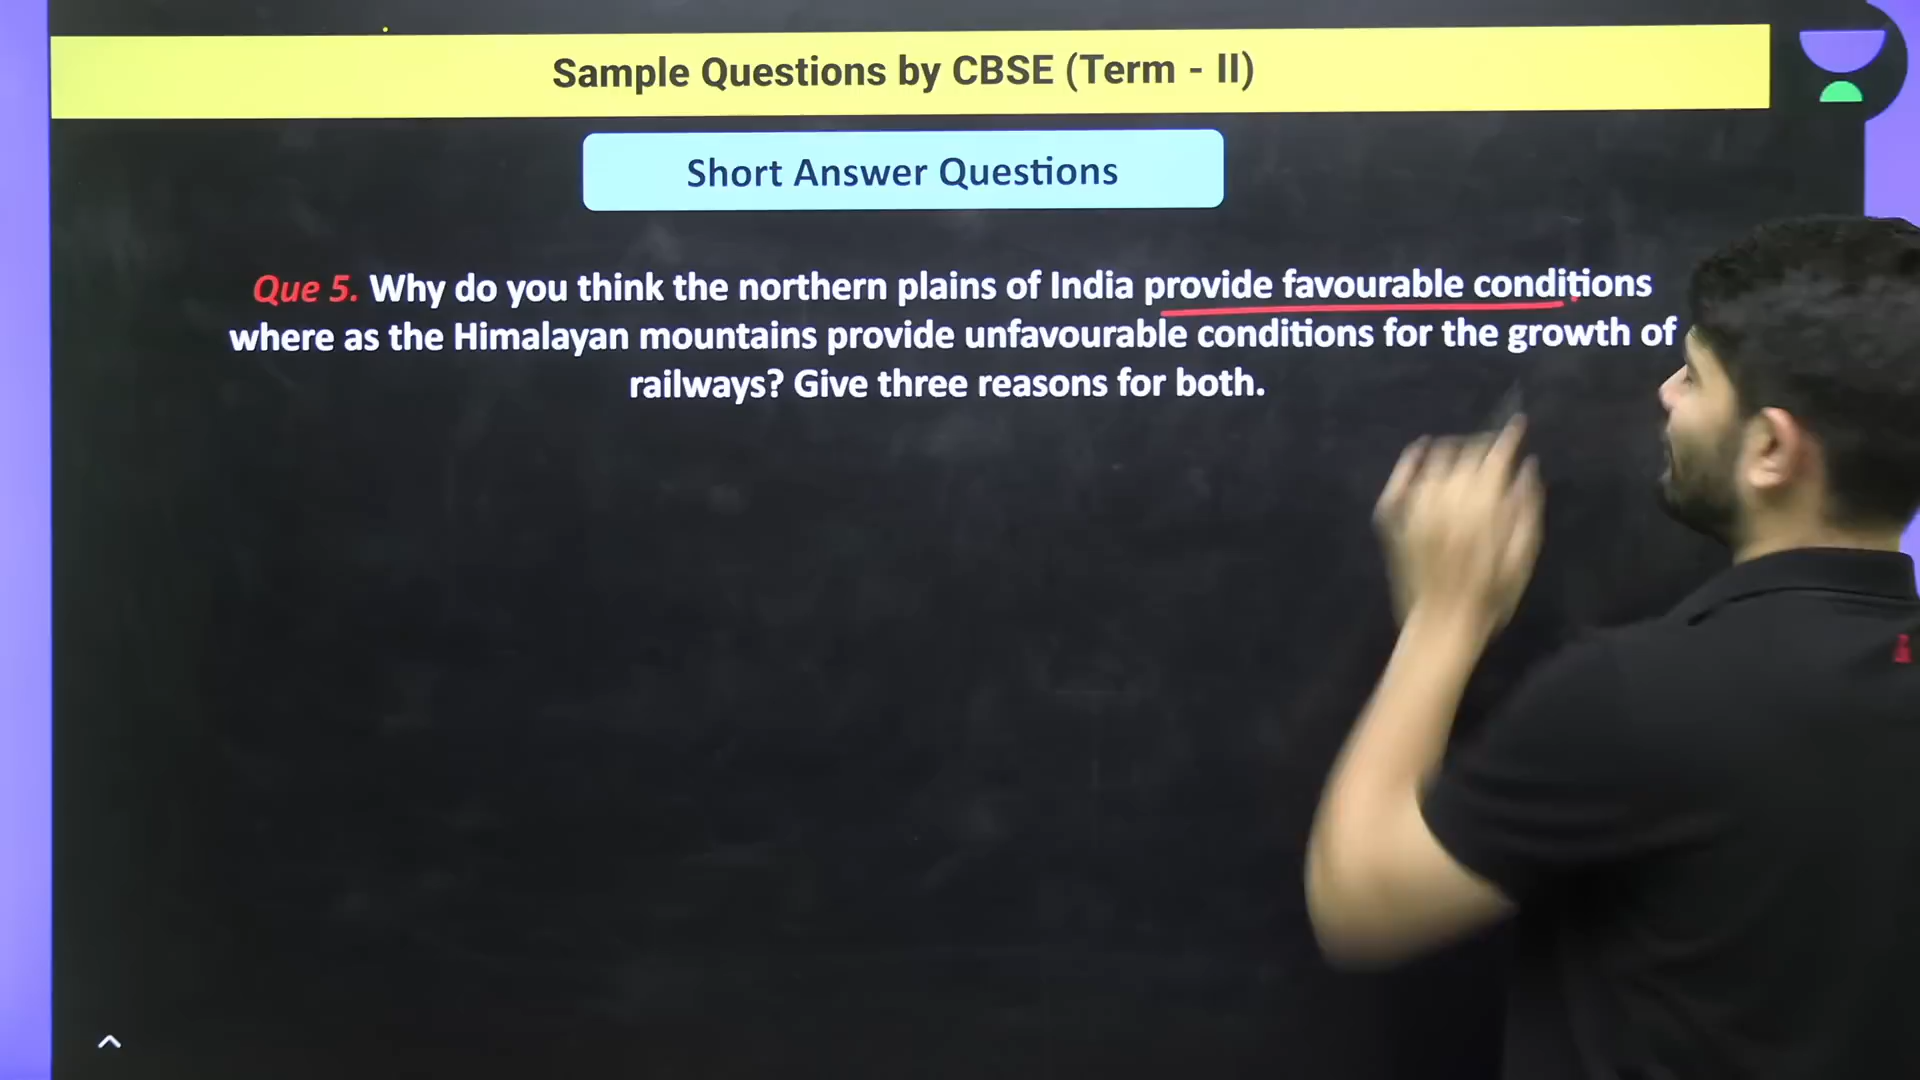 Sample Questions by CBSE (Term - II)
Short Answer Questions
Que 5. Why do you think the northern plains of India provide favourable conditions
where as the Himalayan mountains provide unfavourable conditions for the growth of
railways? Give three reasons for both.